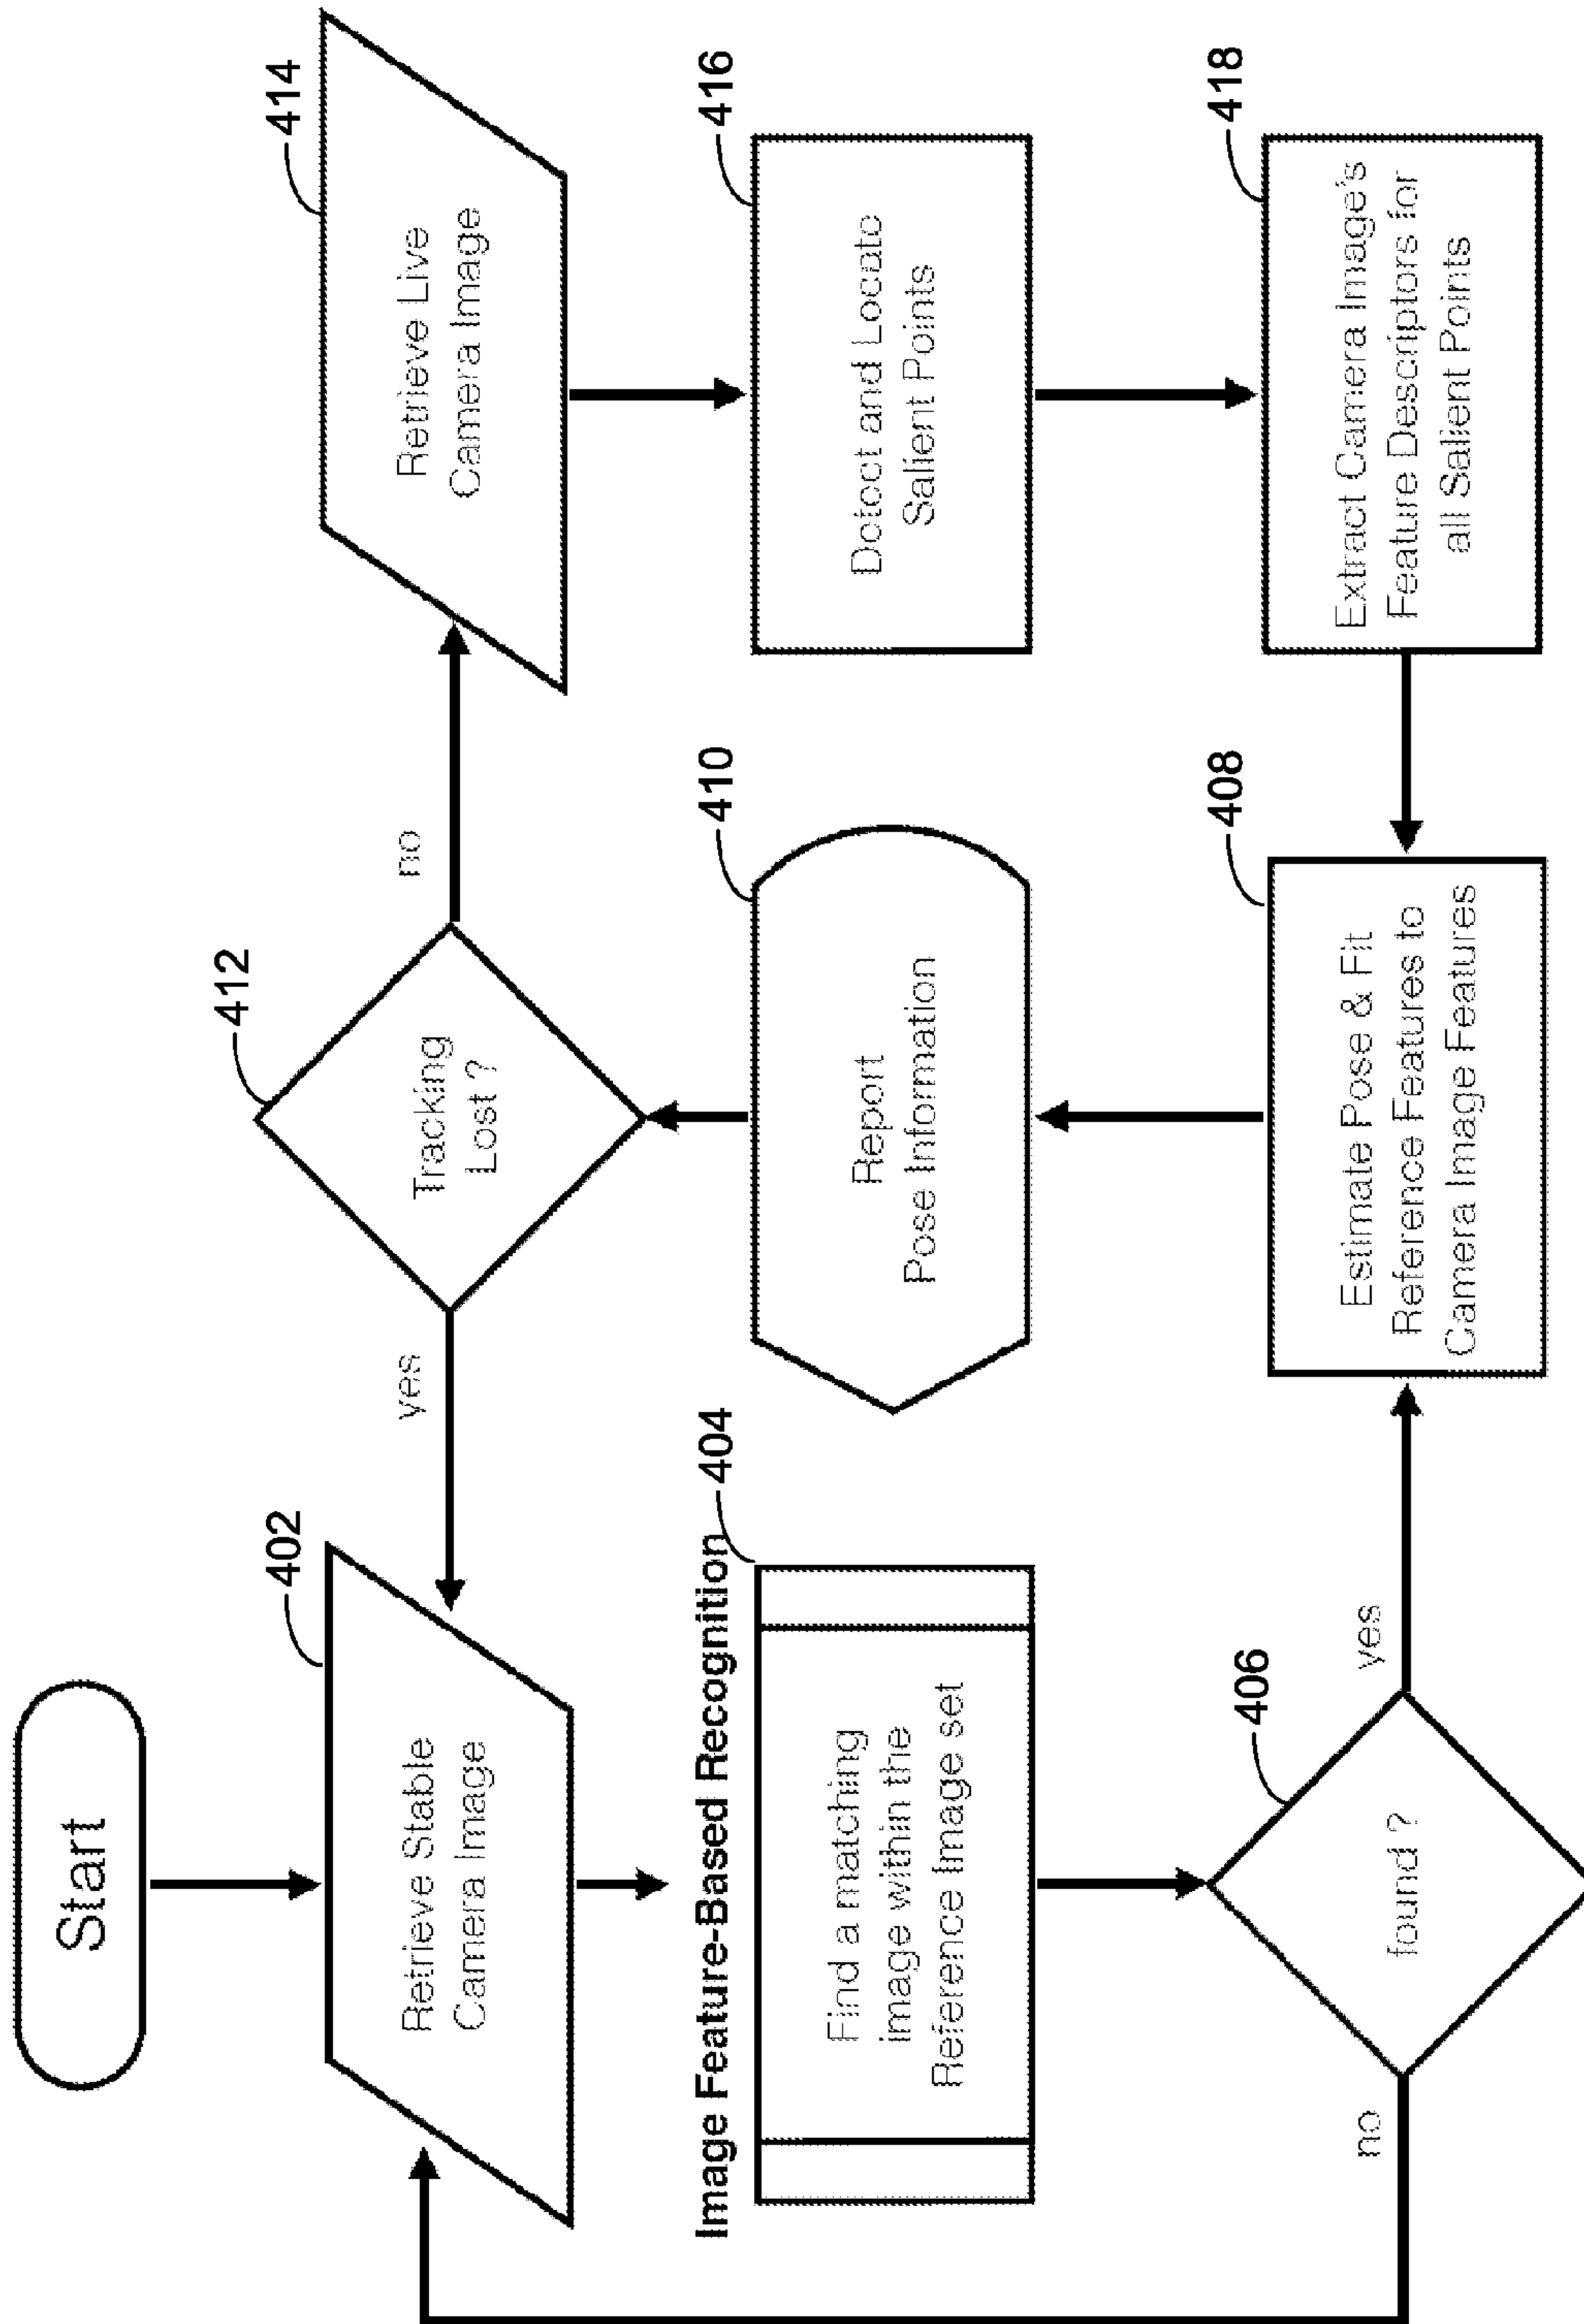 Start
402
Retrieve Stable
Camera Image
Image Feature-Based Recognition
404
Find a matching
image within the
Reference Image set
406
found ?
no
yes
408
Estimate Pose & Fit
Reference Features to
Camera Image Features
410
Report
Pose Information
412
Tracking
Lost ?
yes
no
414
Retrieve Live
Camera Image
416
Detect and Locate
Salient Points
418
Extract Camera Image's
Feature Descriptors for
all Salient Points